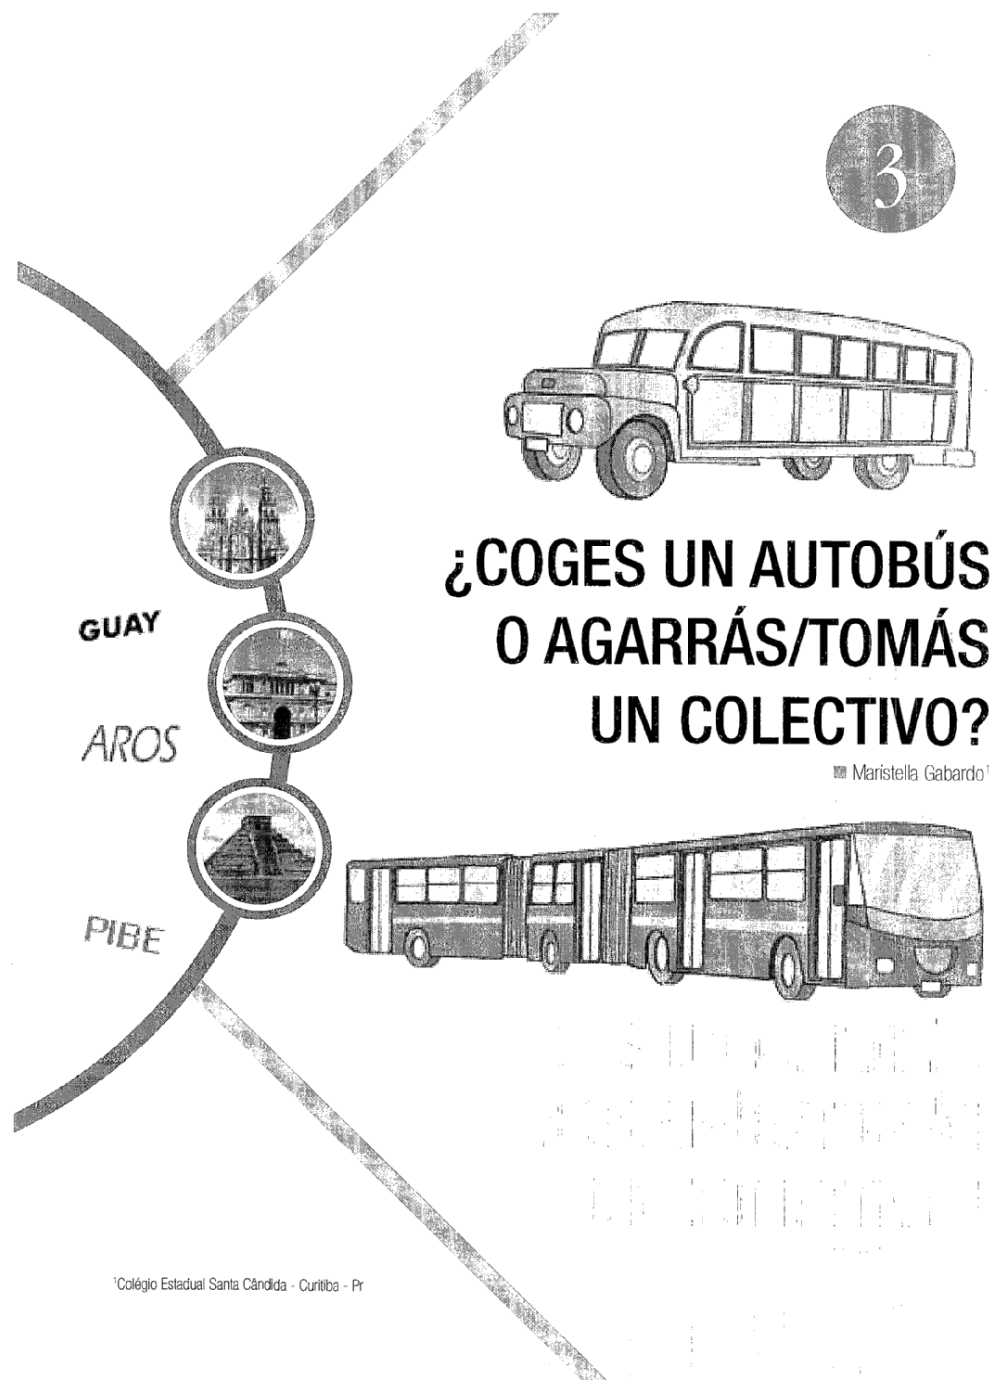 3
¿COGES UN AUTOBÚS
O AGARRÁS/TOMÁS
UN COLECTIVO?
Maristella Gabardo¹
GUAY
AROS
PIBE
¹Colégio Estadual Santa Cândida - Curitiba - Pr